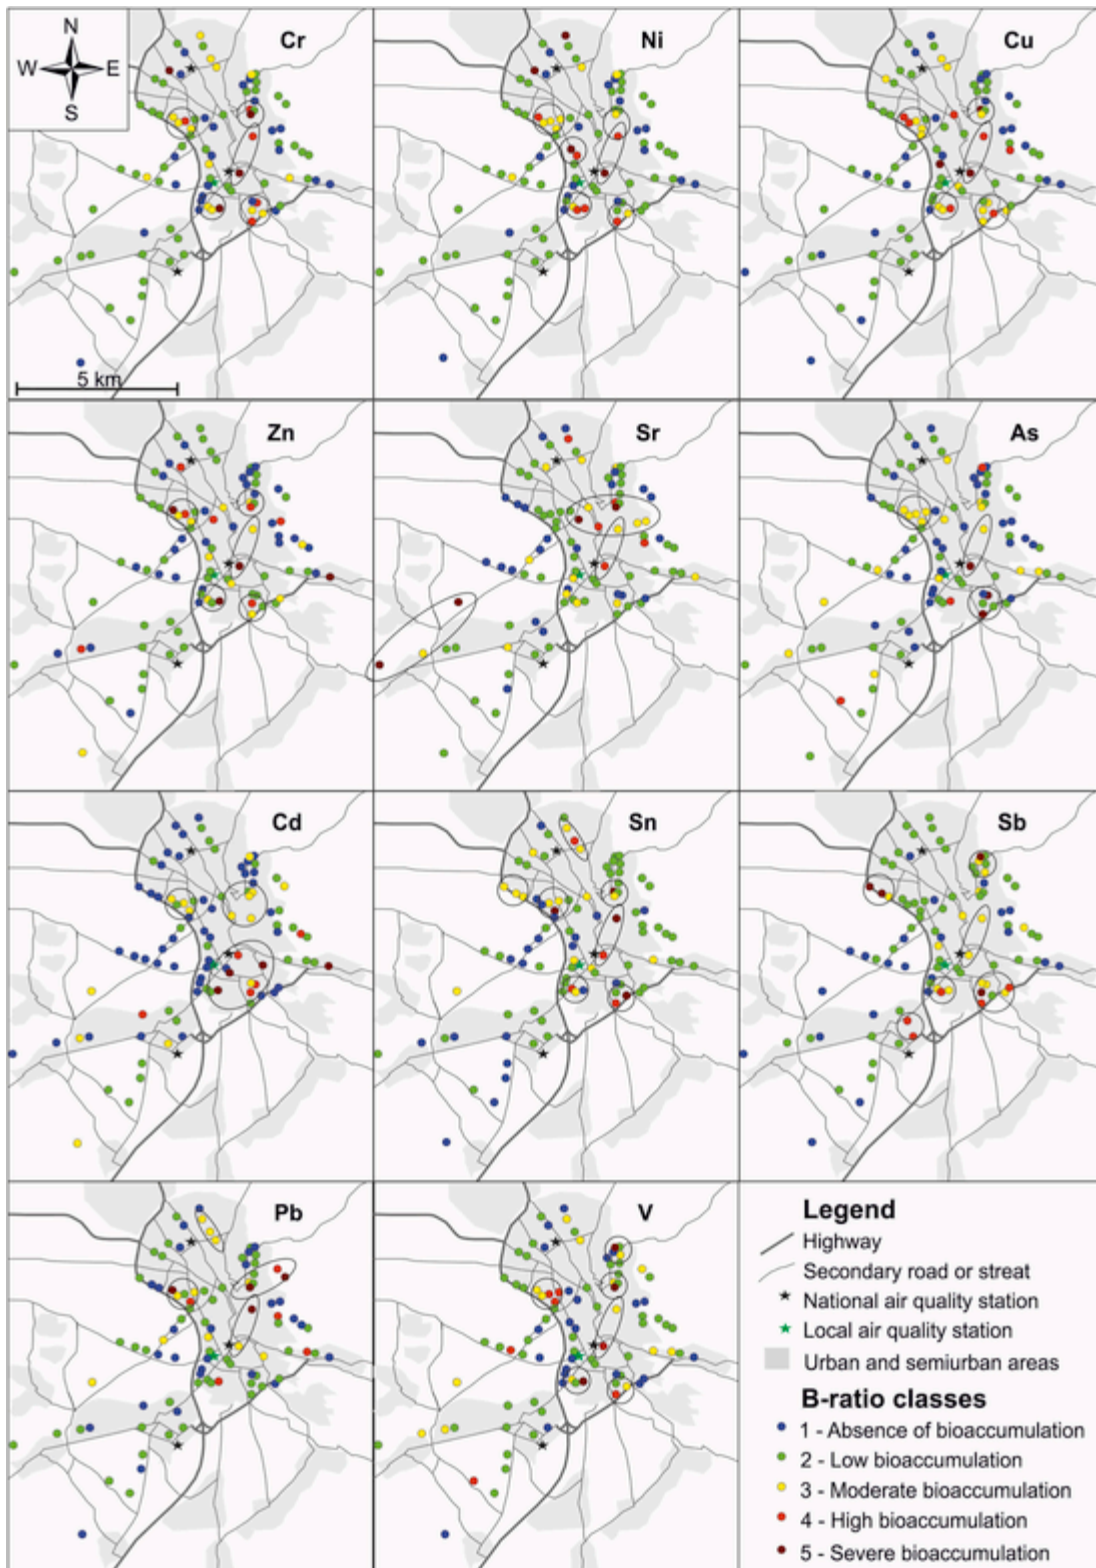 N
W E
S
Cr
Ni
Cu
5 km
Zn
Sr
As
Cd
Sn
Sb
Pb
V
Legend
Highway
Secondary road or streat
National air quality station
Local air quality station
Urban and semiurban areas
B-ratio classes
1 - Absence of bioaccumulation
2 - Low bioaccumulation
3 - Moderate bioaccumulation
4 - High bioaccumulation
5 - Severe bioaccumulation